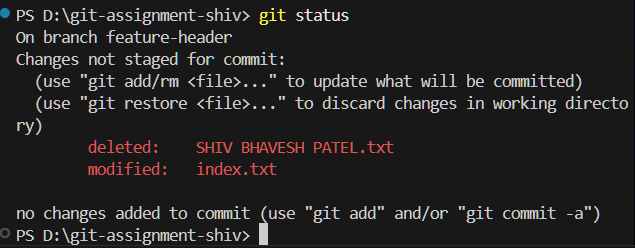 PS D:\git-assignment-shiv> git status
On branch feature-header
Changes not staged for commit:
  (use "git add/rm <file>..." to update what will be committed)
  (use "git restore <file>..." to discard changes in working directo
ry)
        deleted:    SHIV BHAVESH PATEL.txt
        modified:   index.txt

no changes added to commit (use "git add" and/or "git commit -a")
PS D:\git-assignment-shiv>